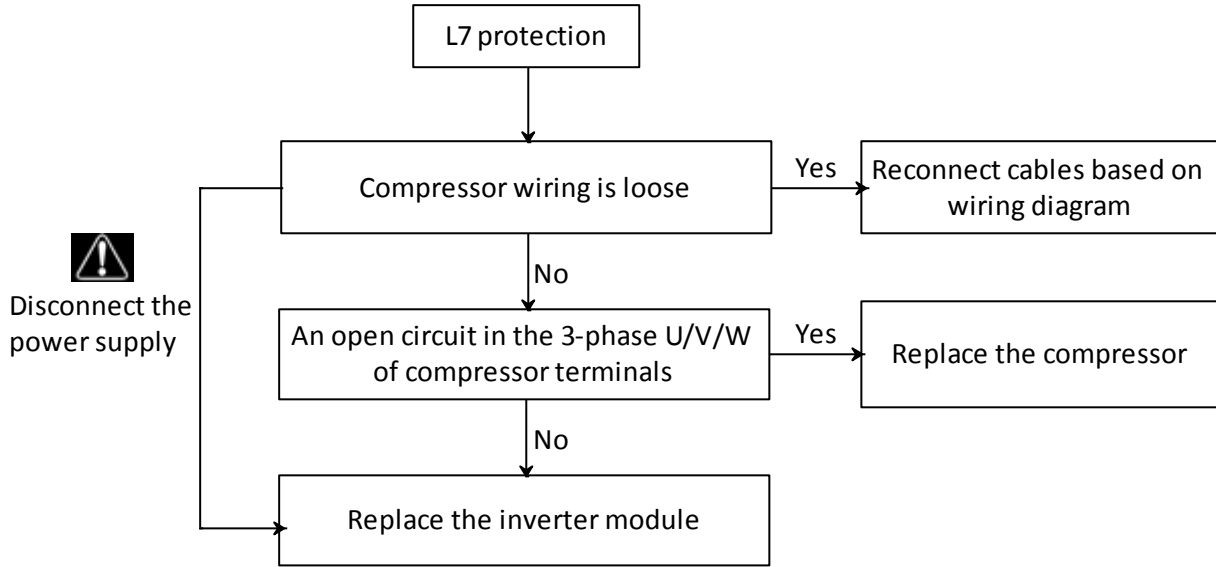 L7 protection
Compressor wiring is loose
Yes
Reconnect cables based on
wiring diagram
No
Disconnect the
power supply
An open circuit in the 3-phase U/V/W
of compressor terminals
Yes
Replace the compressor
No
Replace the inverter module